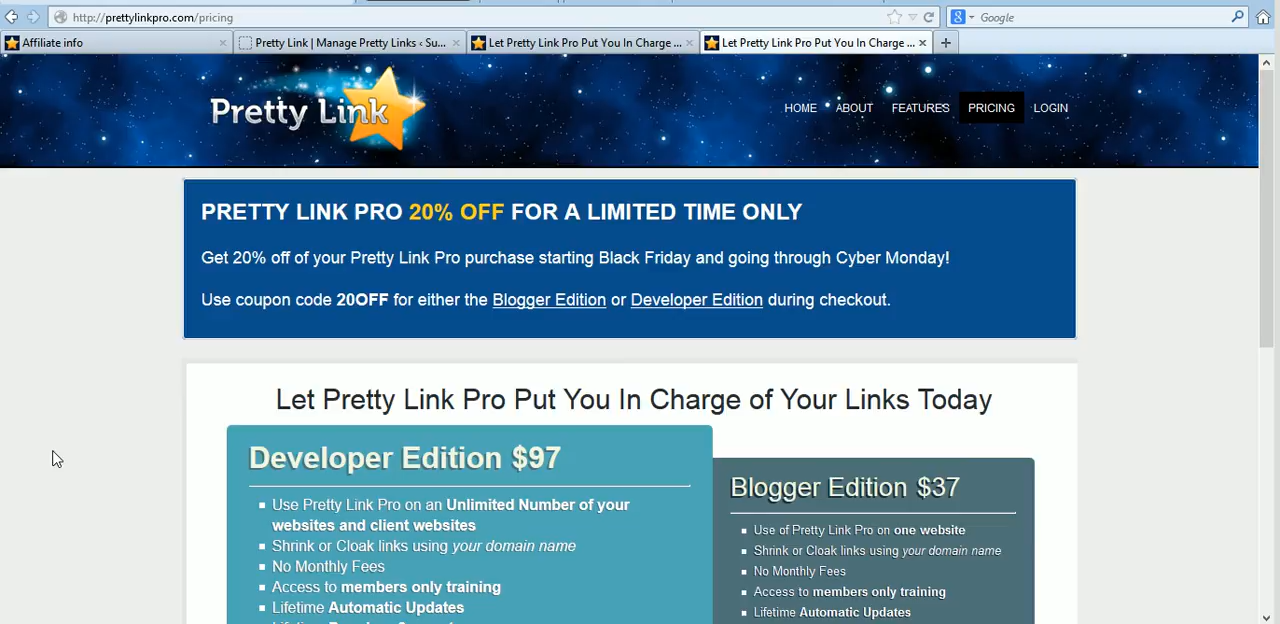 http://prettylinkpro.com/pricing
Google
Affiliate info
Pretty Link | Manage Pretty Links ‹ Su...
Let Pretty Link Pro Put You In Charge ...
Let Pretty Link Pro Put You In Charge ...
Pretty Link
HOME
ABOUT
FEATURES
PRICING
LOGIN
PRETTY LINK PRO 20% OFF FOR A LIMITED TIME ONLY
Get 20% off of your Pretty Link Pro purchase starting Black Friday and going through Cyber Monday!
Use coupon code 20OFF for either the Blogger Edition or Developer Edition during checkout.
Let Pretty Link Pro Put You In Charge of Your Links Today
Developer Edition $97
Use Pretty Link Pro on an Unlimited Number of your
websites and client websites
Shrink or Cloak links using your domain name
No Monthly Fees
Access to members only training
Lifetime Automatic Updates
Blogger Edition $37
Use of Pretty Link Pro on one website
Shrink or Cloak links using your domain name
No Monthly Fees
Access to members only training
Lifetime Automatic Updates